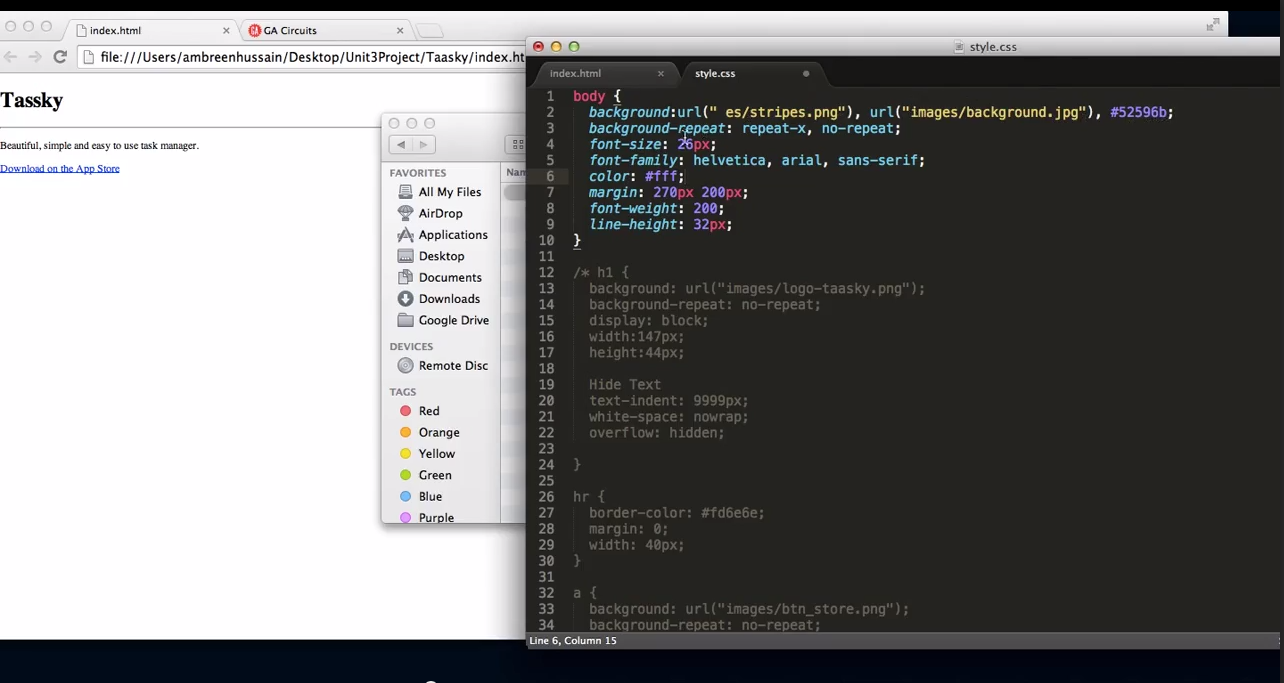 index.html
GA Circuits
file:///Users/ambreenhussain/Desktop/Unit3Project/Taasky/index.ht
Tassky
Beautiful, simple and easy to use task manager.
Download on the App Store
Nam
FAVORITES
All My Files
AirDrop
Applications
Desktop
Documents
Downloads
Google Drive
DEVICES
Remote Disc
TAGS
Red
Orange
Yellow
Green
Blue
Purple
style.css
index.html
style.css
1 body {
2 background:url(" es/stripes.png"), url("images/background.jpg"), #52596b;
3 background-repeat: repeat-x, no-repeat;
4 font-size: 26px;
5 font-family: helvetica, arial, sans-serif;
6 color: #fff;
7 margin: 270px 200px;
8 font-weight: 200;
9 line-height: 32px;
10 }
11
12 /* h1 {
13 background: url("images/logo-taasky.png");
14 background-repeat: no-repeat;
15 display: block;
16 width:147px;
17 height:44px;
18
19 Hide Text
20 text-indent: 9999px;
21 white-space: nowrap;
22 overflow: hidden;
23
24 }
25
26 hr {
27 border-color: #fd6e6e;
28 margin: 0;
29 width: 40px;
30 }
31
32 a {
33 background: url("images/btn_store.png");
34 background-repeat: no-repeat;
Line 6, Column 15